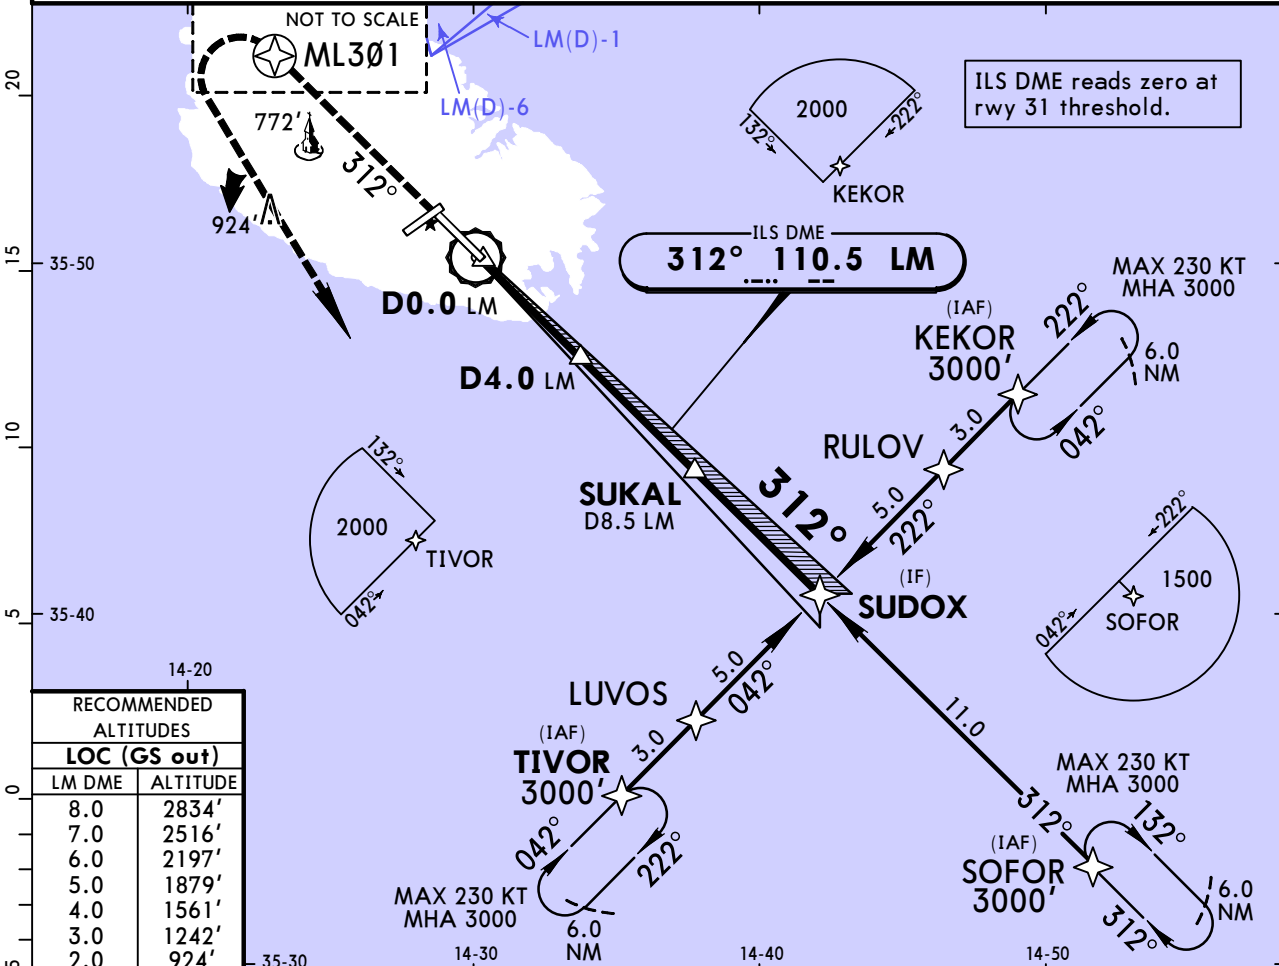 NOT TO SCALE
ML3Ø1
LM(D)-1
LM(D)-6
ILS DME reads zero at
rwy 31 threshold.
2000
132°
222°
KEKOR
20
772'
312°
924'
ILS DME
312° 110.5 LM
15
35-50
D0.0 LM
MAX 230 KT
MHA 3000
(IAF)
KEKOR
3000'
222°
6.0
NM
042°
D4.0 LM
3.0
RULOV
5.0
222°
10
132°
2000
TIVOR
042°
SUKAL
D8.5 LM
312°
222°
1500
SOFOR
042°
(IF)
SUDOX
5
35-40
14-20
5.0
042°
LUVOS
3.0
(IAF)
TIVOR
3000'
042°
222°
MAX 230 KT
MHA 3000
6.0
NM
11.0
312°
MAX 230 KT
MHA 3000
132°
(IAF)
SOFOR
3000'
6.0
NM
312°
RECOMMENDED
ALTITUDES
LOC (GS out)
LM DME ALTITUDE
8.0 2834'
7.0 2516'
6.0 2197'
5.0 1879'
4.0 1561'
3.0 1242'
2.0 924'
0
5
35-30
14-30
14-40
14-50